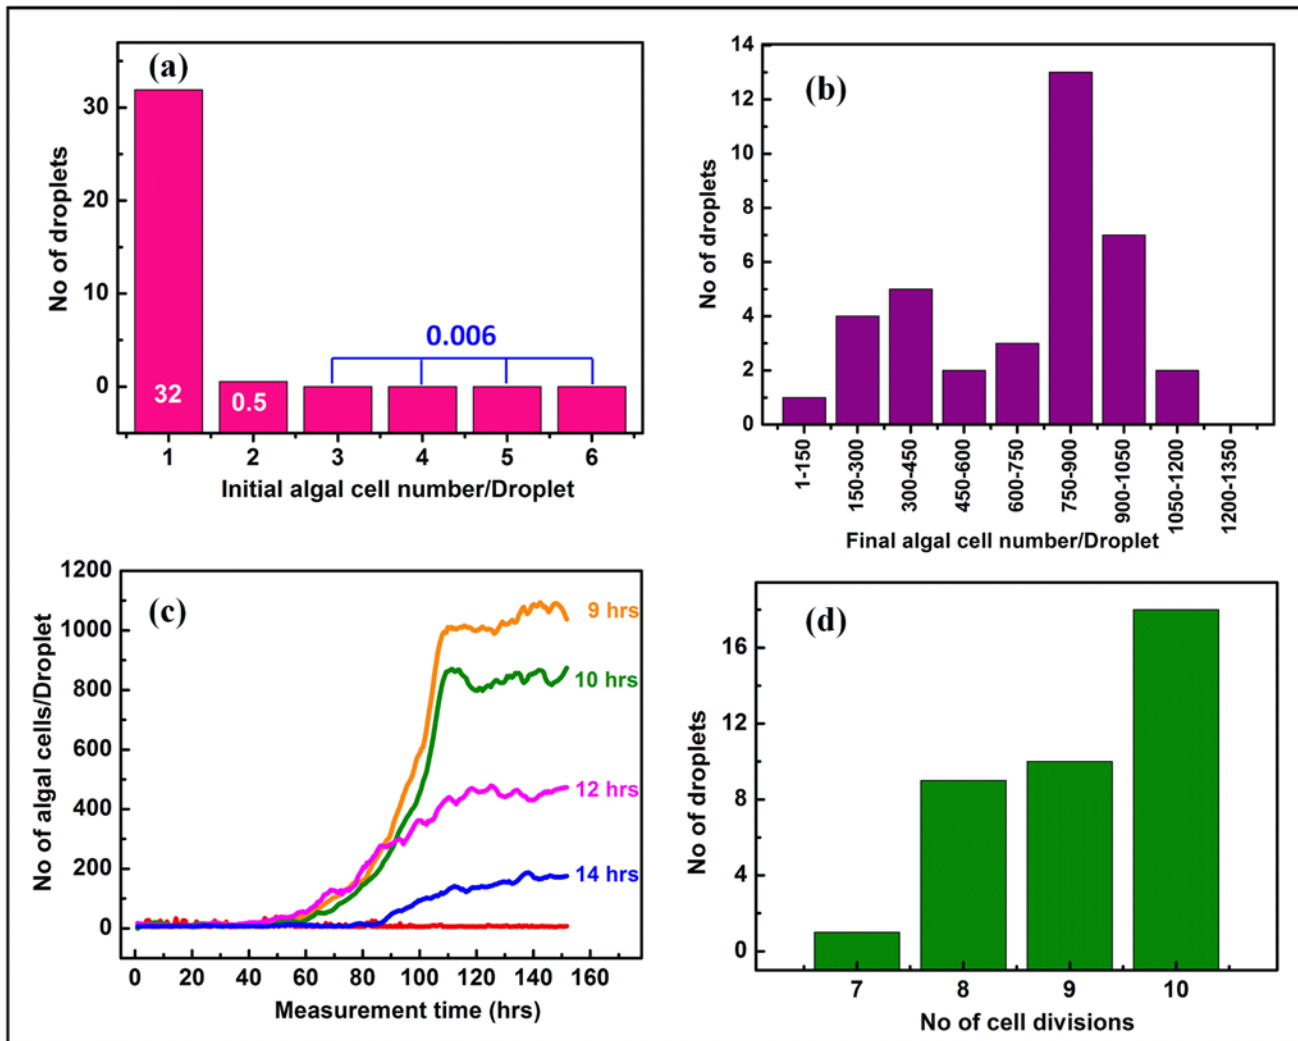 (a)
No of droplets
30
20
10
0
32
0.5
0.006
1 2 3 4 5 6
Initial algal cell number/Droplet
(b)
No of droplets
14
12
10
8
6
4
2
0
1-150
150-300
300-450
450-600
600-750
750-900
900-1050
1050-1200
1200-1350
Final algal cell number/Droplet
(c)
No of algal cells/Droplet
1200
1000
800
600
400
200
0
9 hrs
10 hrs
12 hrs
14 hrs
0 20 40 60 80 100 120 140 160
Measurement time (hrs)
(d)
No of droplets
16
12
8
4
0
7 8 9 10
No of cell divisions